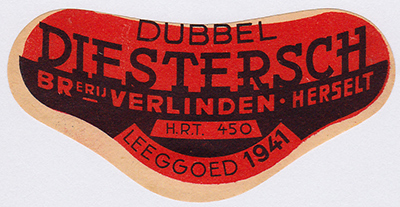 DUBBEL
DIESTERSCH
BRERIJ VERLINDEN · HERSELT
H.R.T. 450
LEEGGOED 1941